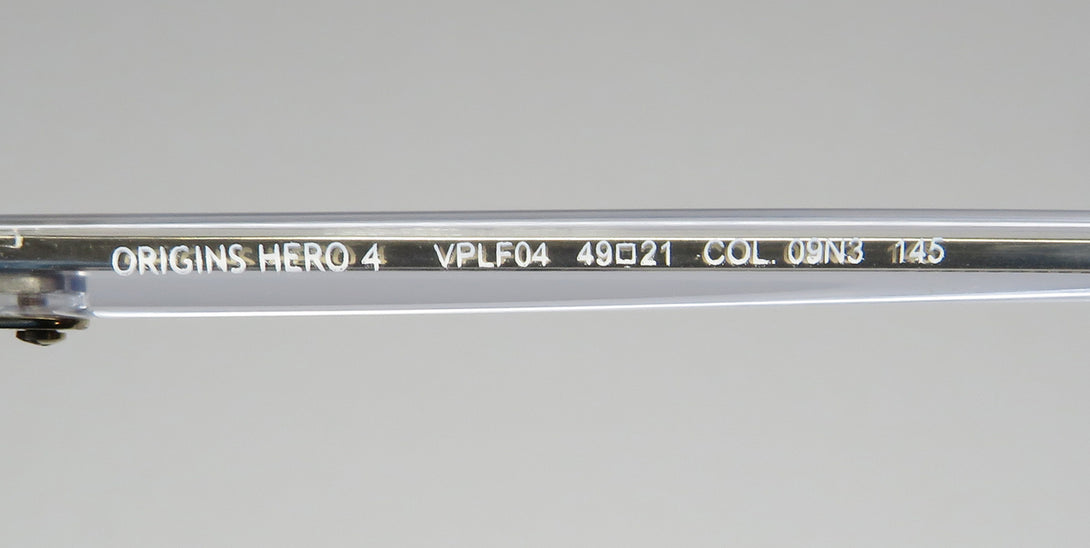 ORIGINS HERO 4 VPLF04 49□21 COL. 09N3 145